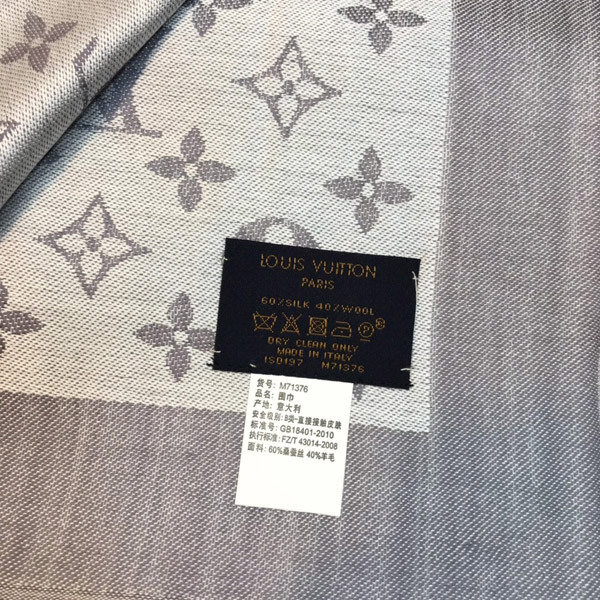 LOUIS VUITTON
PARIS
60%SILK 40%WOOL
DRY CLEAN ONLY
MADE IN ITALY
ISO197 M71376
货号: M71376
品名: 围巾
产地: 意大利
安全级别: B类-直接接触皮肤
标准号: GB18401-2010
执行标准: FZ/T 43014-2008
面料: 60%桑蚕丝 40%羊毛